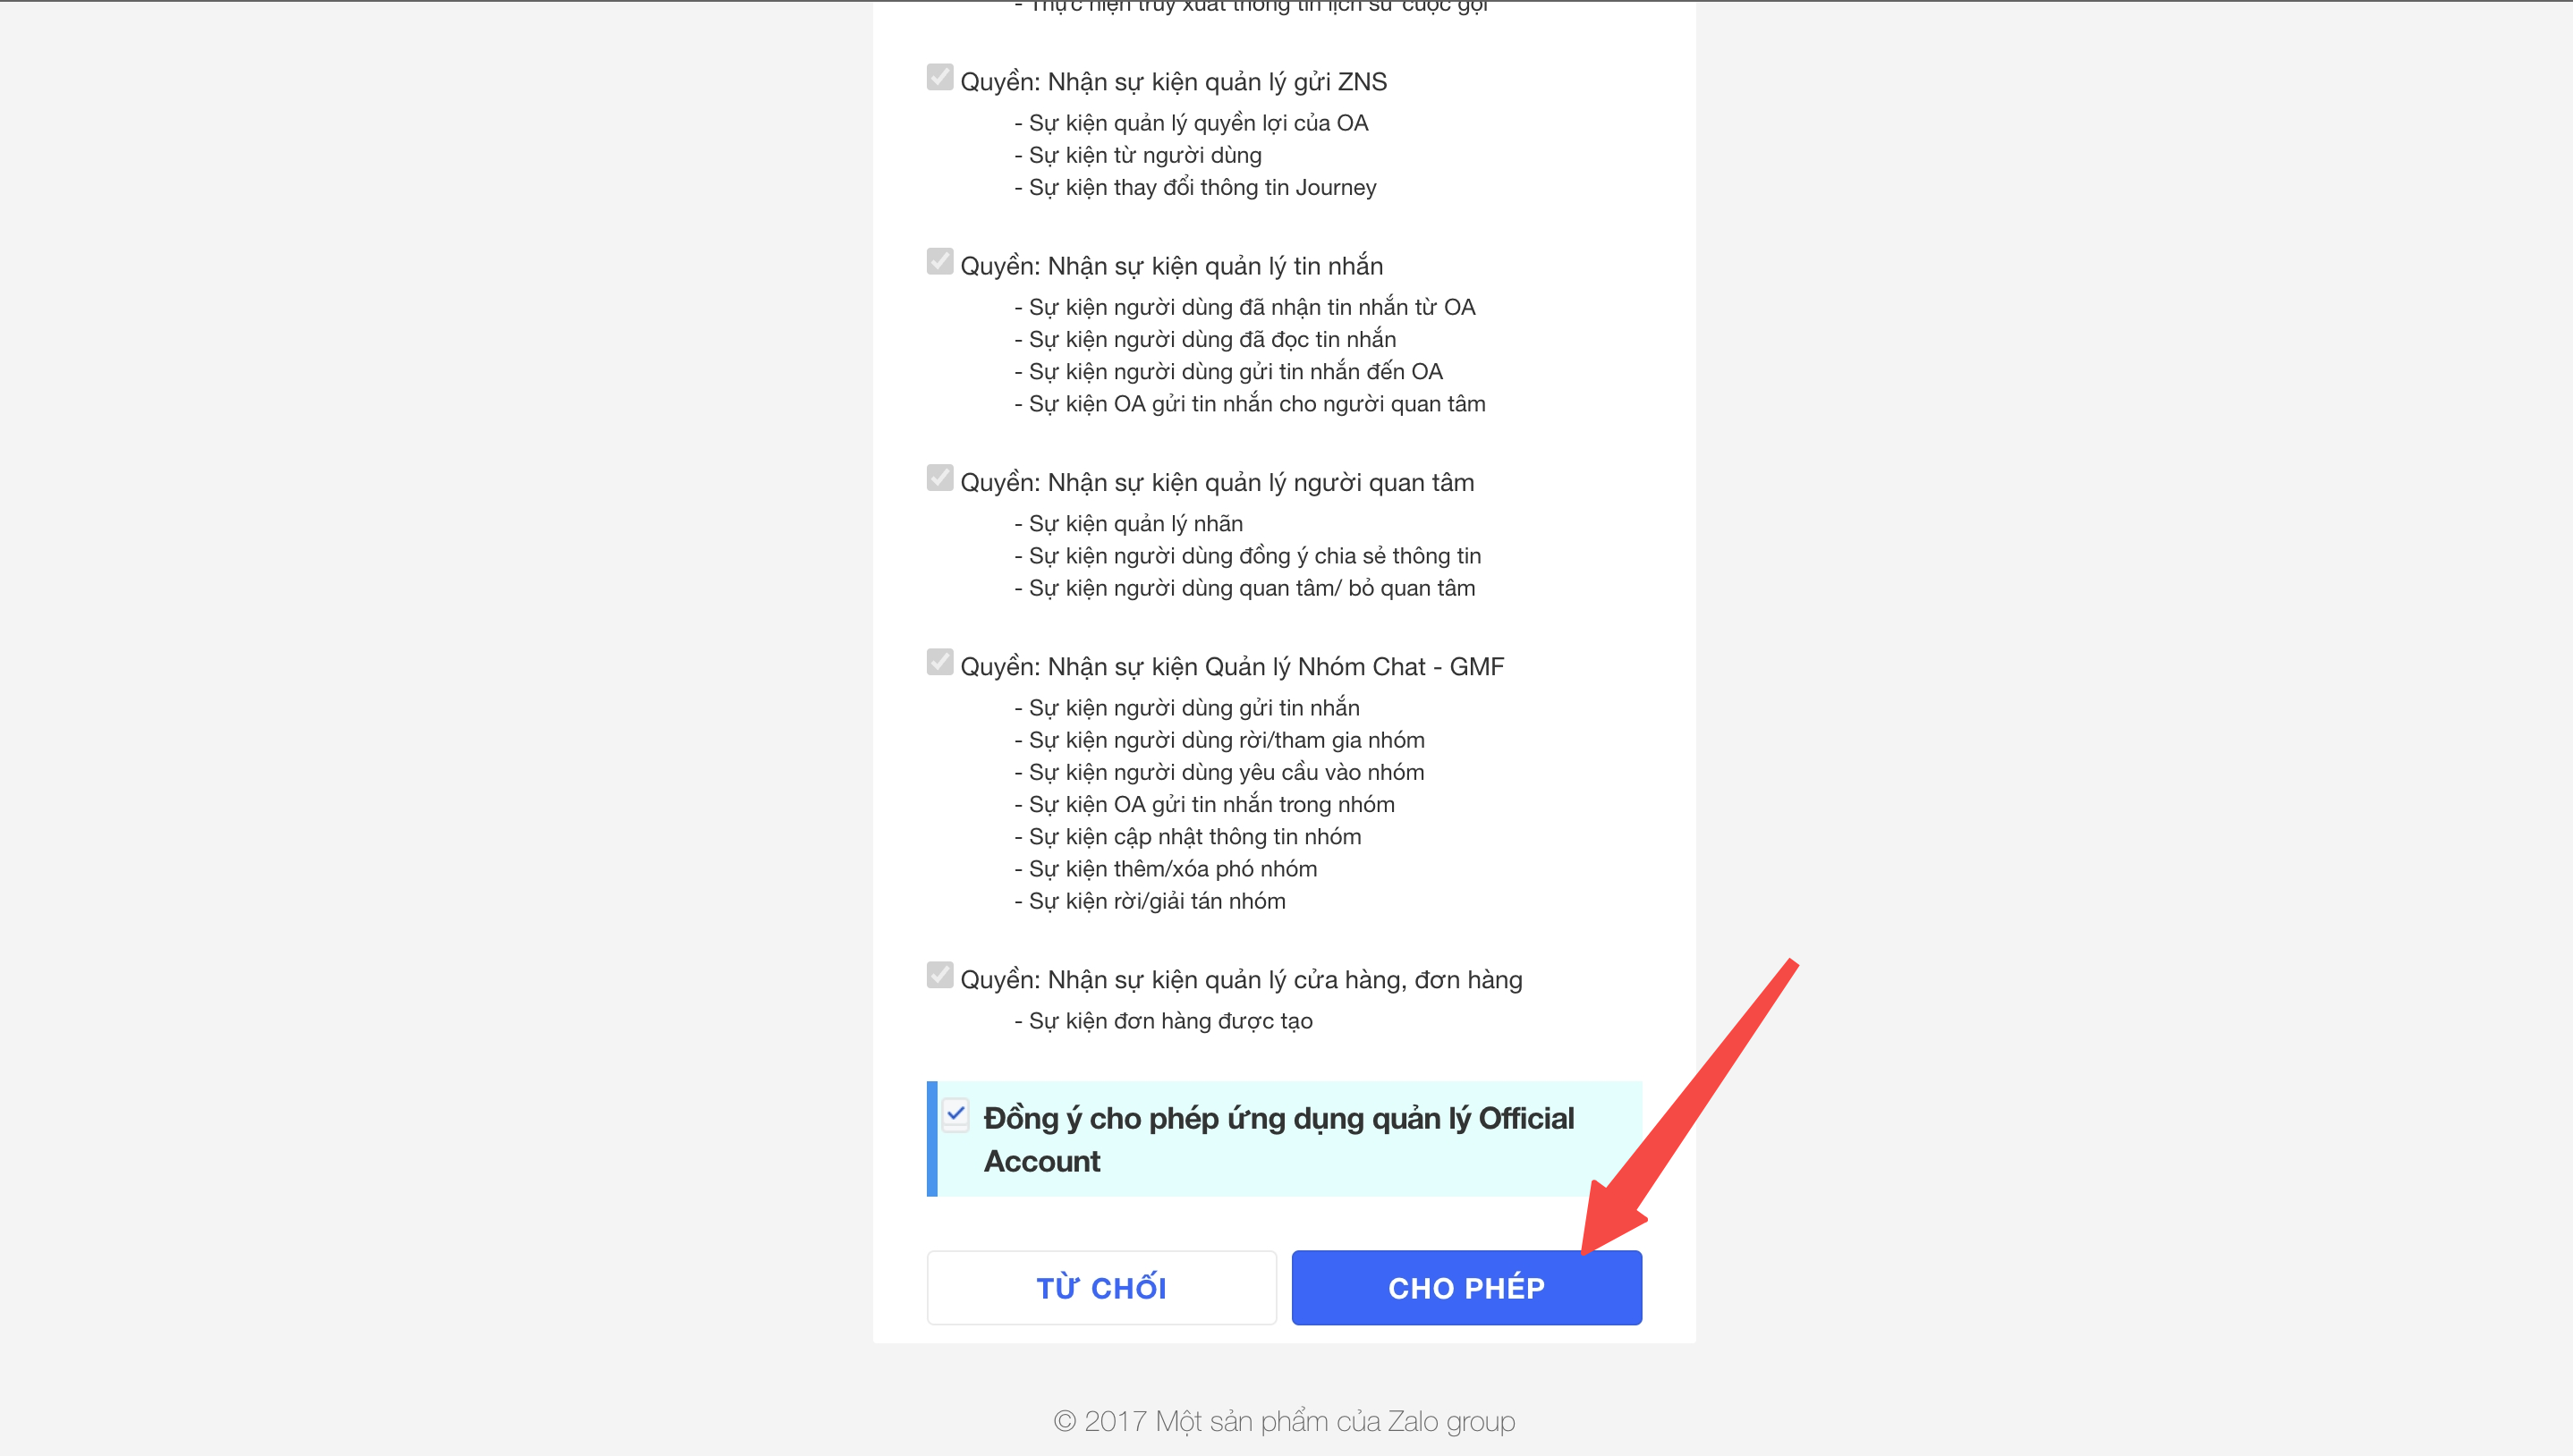 - Thực hiện truy xuất thông tin lịch sử cuộc gọi
Quyền: Nhận sự kiện quản lý gửi ZNS
- Sự kiện quản lý quyền lợi của OA
- Sự kiện từ người dùng
- Sự kiện thay đổi thông tin Journey
Quyền: Nhận sự kiện quản lý tin nhắn
- Sự kiện người dùng đã nhận tin nhắn từ OA
- Sự kiện người dùng đã đọc tin nhắn
- Sự kiện người dùng gửi tin nhắn đến OA
- Sự kiện OA gửi tin nhắn cho người quan tâm
Quyền: Nhận sự kiện quản lý người quan tâm
- Sự kiện quản lý nhãn
- Sự kiện người dùng đồng ý chia sẻ thông tin
- Sự kiện người dùng quan tâm/ bỏ quan tâm
Quyền: Nhận sự kiện Quản lý Nhóm Chat - GMF
- Sự kiện người dùng gửi tin nhắn
- Sự kiện người dùng rời/tham gia nhóm
- Sự kiện người dùng yêu cầu vào nhóm
- Sự kiện OA gửi tin nhắn trong nhóm
- Sự kiện cập nhật thông tin nhóm
- Sự kiện thêm/xóa phó nhóm
- Sự kiện rời/giải tán nhóm
Quyền: Nhận sự kiện quản lý cửa hàng, đơn hàng
- Sự kiện đơn hàng được tạo
Đồng ý cho phép ứng dụng quản lý Official
Account
TỪ CHỐI
CHO PHÉP
© 2017 Một sản phẩm của Zalo group